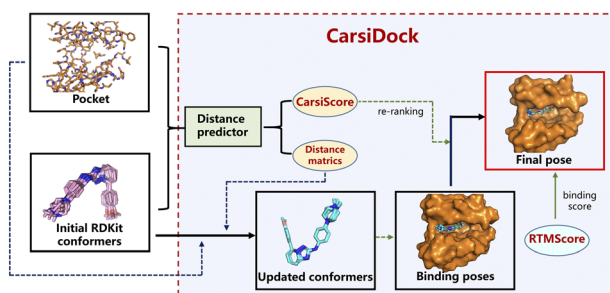 CarsiDock
Pocket
Distance
predictor
CarsiScore
re-ranking
Distance
matrics
Final pose
Initial RDKit
conformers
Updated conformers
Binding poses
binding
score
RTMScore